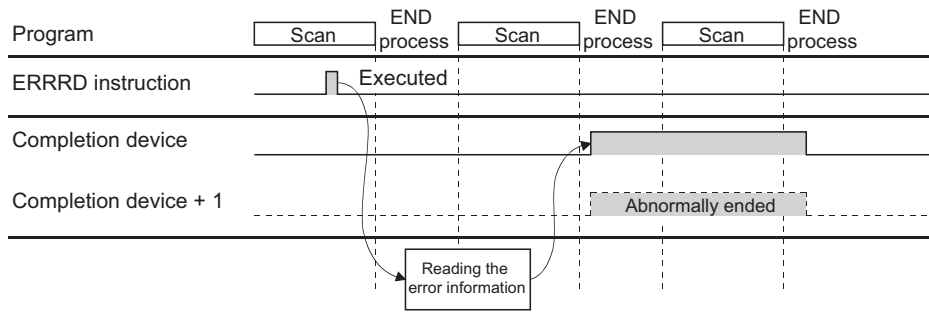 Program
Scan
END
process
Scan
END
process
Scan
END
process
ERRRD instruction
Executed
Completion device
Completion device + 1
Abnormally ended
Reading the
error information